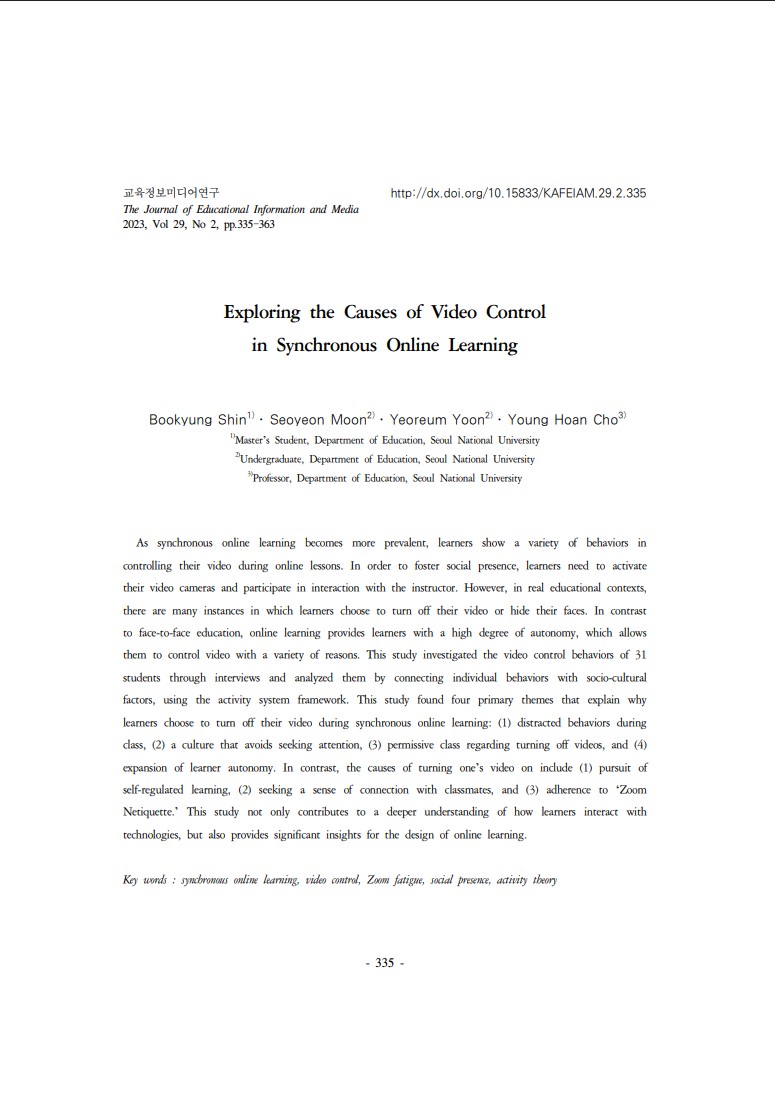 교육정보미디어연구 http://dx.doi.org/10.15833/KAFEIAM.29.2.335
The Journal of Educational Information and Media
2023, Vol 29, No 2, pp.335-363
Exploring the Causes of Video Control
in Synchronous Online Learning
Bookyung Shin1)・Seoyeon Moon2)・Yeoreum Yoon2)・Young Hoan Cho3)
1)Master's Student, Department of Education, Seoul National University
2)Undergraduate, Department of Education, Seoul National University
3)Professor, Department of Education, Seoul National University
As synchronous online learning becomes more prevalent, learners show a variety of behaviors in
controlling their video during online lessons. In order to foster social presence, learners need to activate
their video cameras and participate in interaction with the instructor. However, in real educational contexts,
there are many instances in which learners choose to turn off their video or hide their faces. In contrast
to face-to-face education, online learning provides learners with a high degree of autonomy, which allows
them to control video with a variety of reasons. This study investigated the video control behaviors of 31
students through interviews and analyzed them by connecting individual behaviors with socio-cultural
factors, using the activity system framework. This study found four primary themes that explain why
learners choose to turn off their video during synchronous online learning: (1) distracted behaviors during
class, (2) a culture that avoids seeking attention, (3) permissive class regarding turning off videos, and (4)
expansion of learner autonomy. In contrast, the causes of turning one's video on include (1) pursuit of
self-regulated learning, (2) seeking a sense of connection with classmates, and (3) adherence to 'Zoom
Netiquette.' This study not only contributes to a deeper understanding of how learners interact with
technologies, but also provides significant insights for the design of online learning.
Key words : synchronous online learning, video control, Zoom fatigue, social presence, activity theory
- 335 -